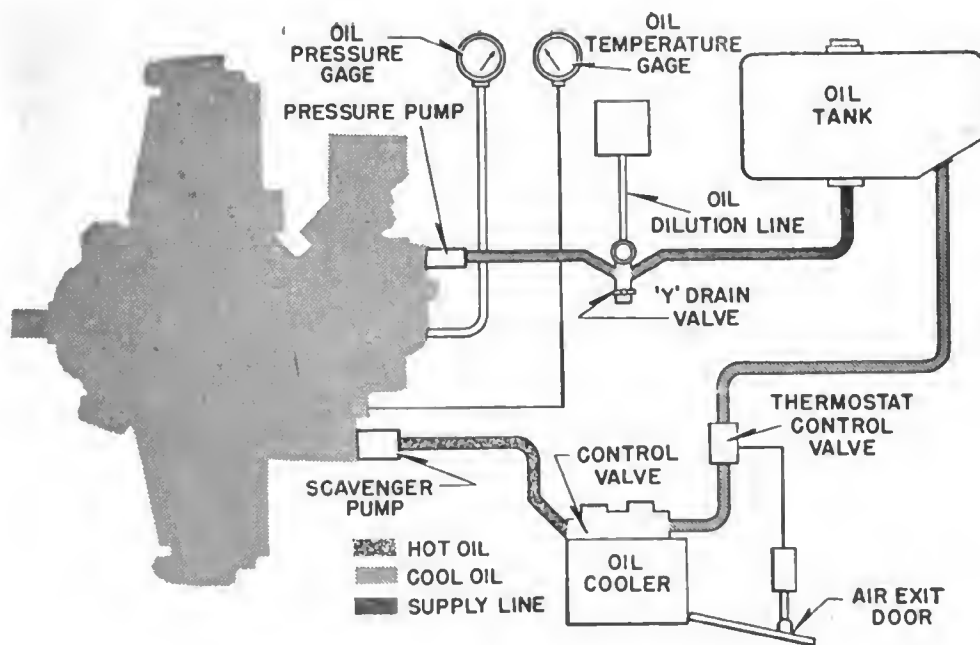 OIL
PRESSURE
GAGE
OIL
TEMPERATURE
GAGE
PRESSURE PUMP
OIL
TANK
OIL
DILUTION LINE
'Y' DRAIN
VALVE
THERMOSTAT
CONTROL
VALVE
CONTROL
VALVE
SCAVENGER
PUMP
HOT OIL
COOL OIL
SUPPLY LINE
OIL
COOLER
AIR EXIT
DOOR